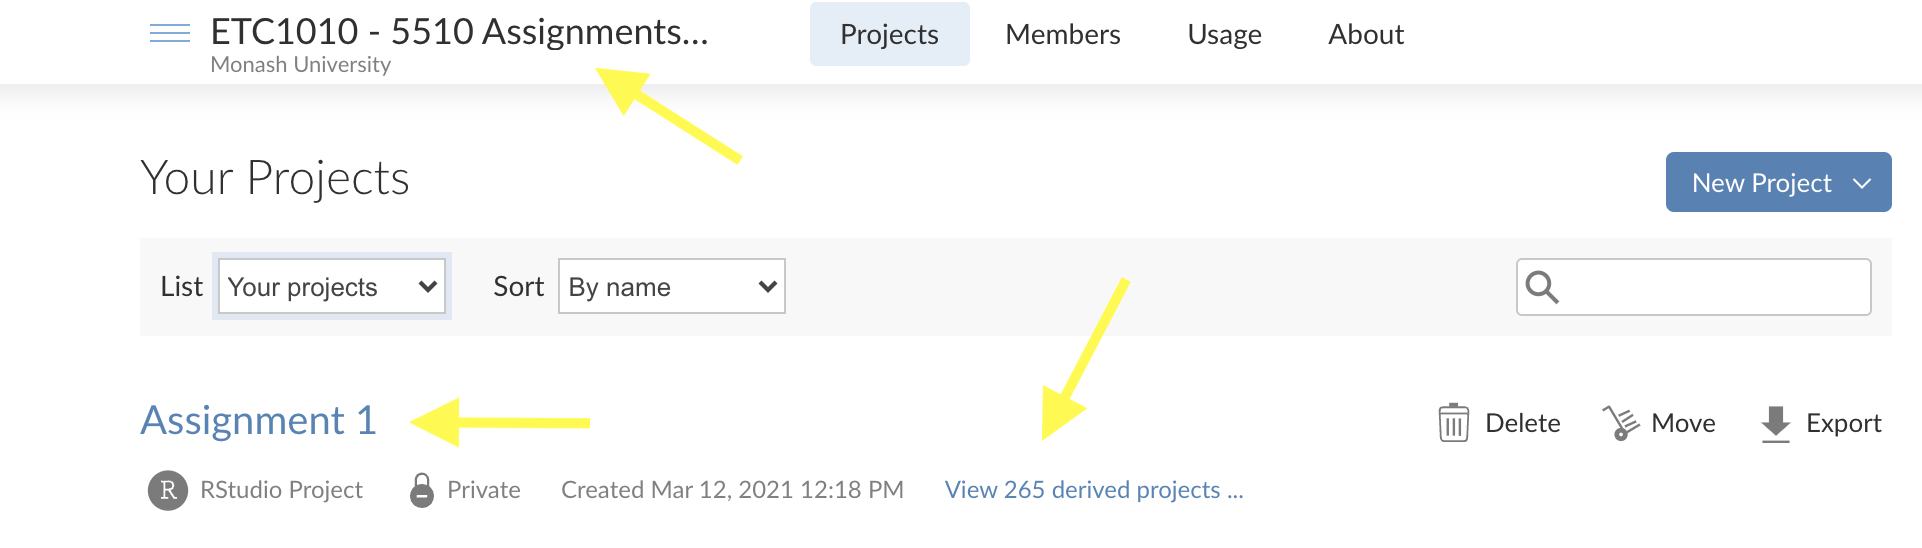 ETC1010 - 5510 Assignments...
Monash University
Projects Members Usage About
Your Projects
New Project
List Your projects Sort By name
Assignment 1
Delete Move Export
R RStudio Project Private Created Mar 12, 2021 12:18 PM View 265 derived projects ...